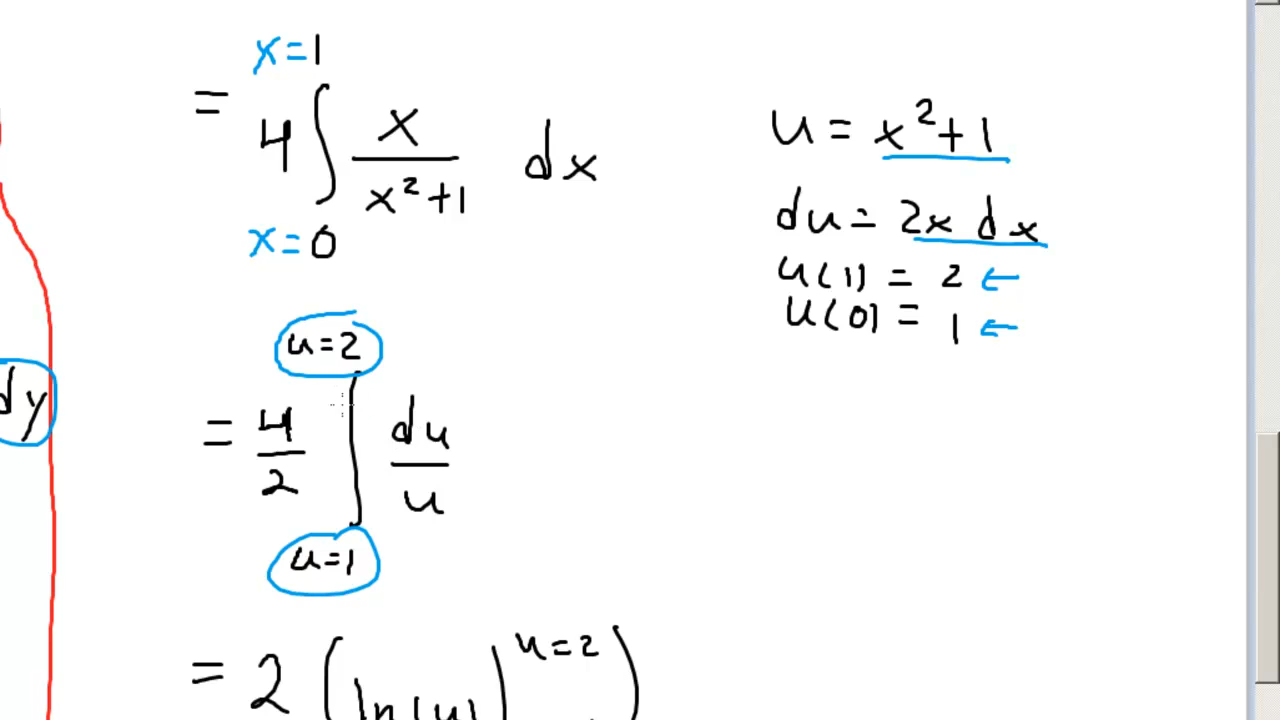 x=1
= 4∫ x/(x²+1) dx
x=0
u = x²+1
du = 2x dx
u(1) = 2 ←
u(0) = 1 ←
u=2
= 4/2 ∫ du/u
u=1
dy
= 2 ( ln|u| )^{u=2} )